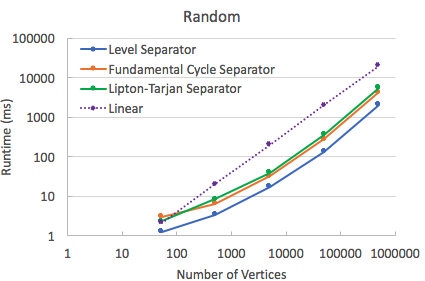 Random
100000
10000
1000
100
10
1
Runtime (ms)
Level Separator
Fundamental Cycle Separator
Lipton-Tarjan Separator
Linear
1 10 100 1000 10000 100000 1000000
Number of Vertices